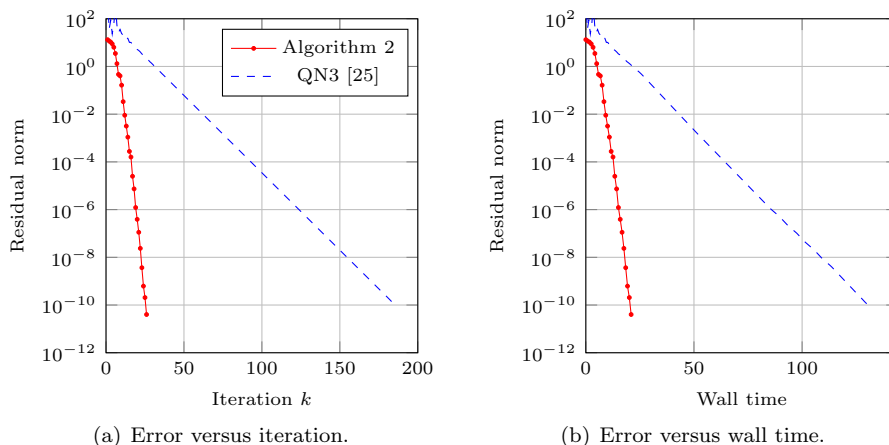 10^2
10^0
10^−2
10^−4
10^−6
10^−8
10^−10
10^−12
Residual norm
Algorithm 2
QN3 [25]
0 50 100 150 200
Iteration k
(a) Error versus iteration.
10^2
10^0
10^−2
10^−4
10^−6
10^−8
10^−10
10^−12
Residual norm
0 50 100
Wall time
(b) Error versus wall time.